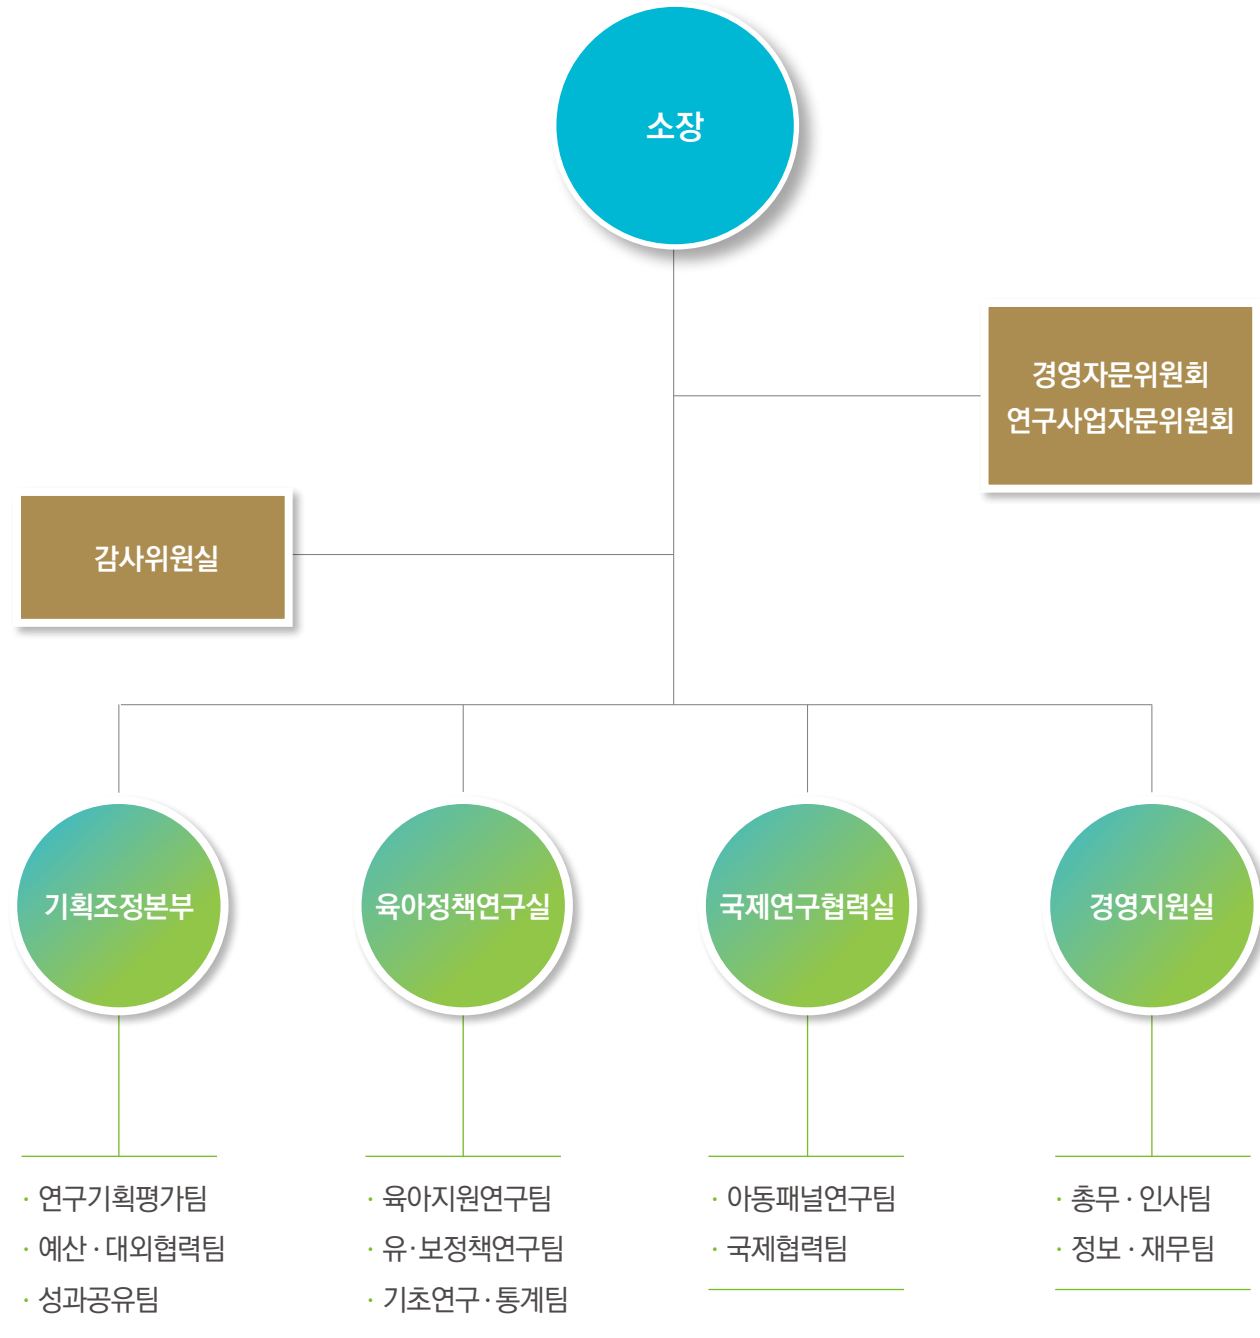 소장
경영자문위원회
연구사업자문위원회
감사위원실
기획조정본부
육아정책연구실
국제연구협력실
경영지원실
· 연구기획평가팀
· 예산 · 대외협력팀
· 성과공유팀
· 육아지원연구팀
· 유·보정책연구팀
· 기초연구·통계팀
· 아동패널연구팀
· 국제협력팀
· 총무 · 인사팀
· 정보 · 재무팀